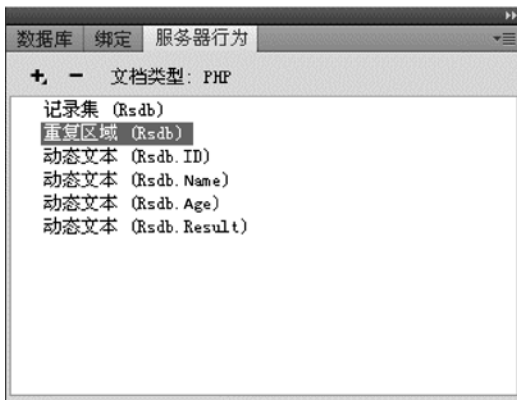 数据库 绑定 服务器行为
+ - 文档类型: PHP
记录集 (Rsdb)
重复区域 (Rsdb)
动态文本 (Rsdb.ID)
动态文本 (Rsdb.Name)
动态文本 (Rsdb.Age)
动态文本 (Rsdb.Result)